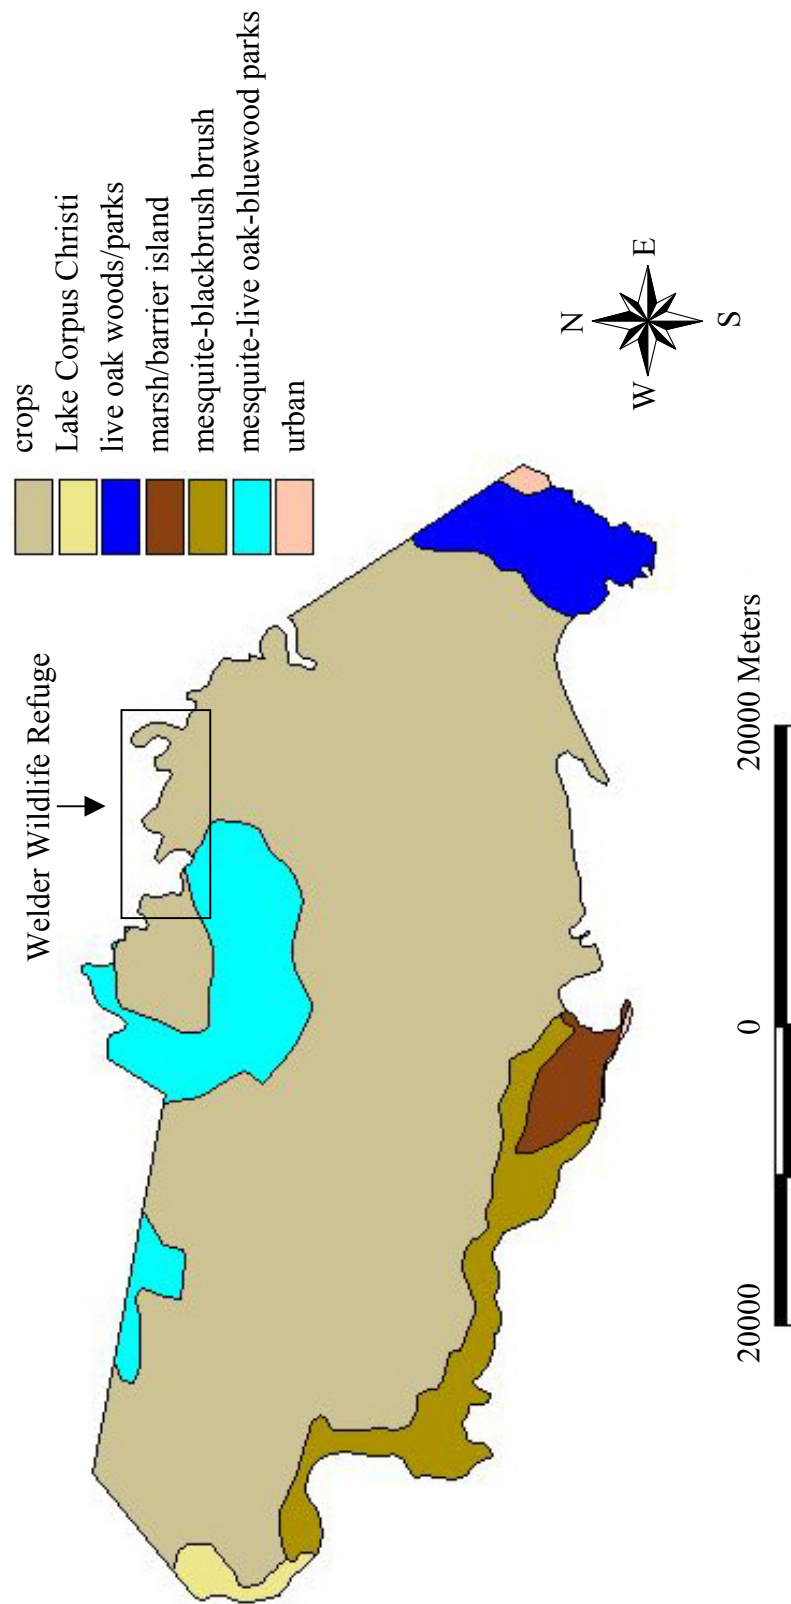 crops
Lake Corpus Christi
live oak woods/parks
marsh/barrier island
mesquite-blackbrush brush
mesquite-live oak-bluewood parks
urban
Welder Wildlife Refuge
N
W
E
S
20000
0
20000 Meters